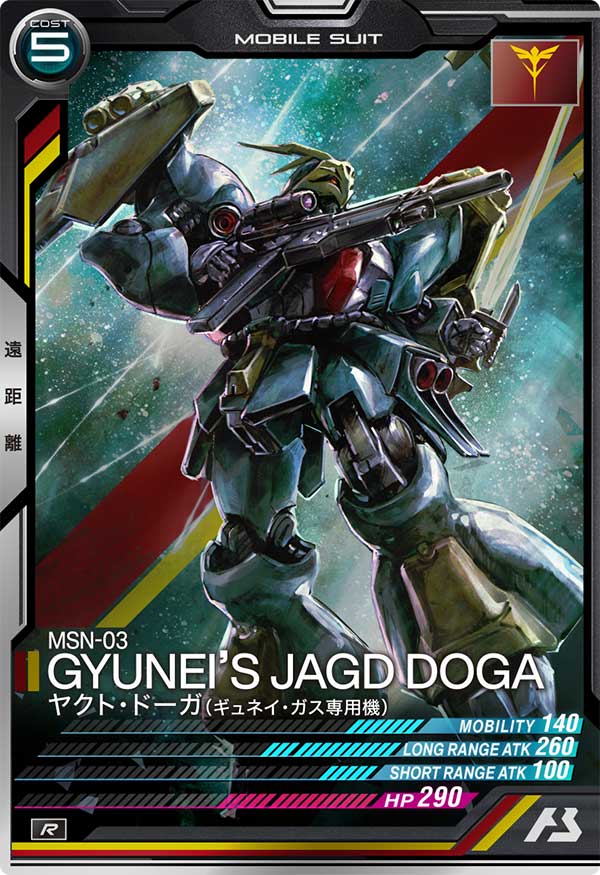 COST
5
MOBILE SUIT
遠距離
MSN-03
GYUNEI'S JAGD DOGA
ヤクト・ドーガ(ギュネイ・ガス専用機)
MOBILITY 140
LONG RANGE ATK 260
SHORT RANGE ATK 100
HP 290
R